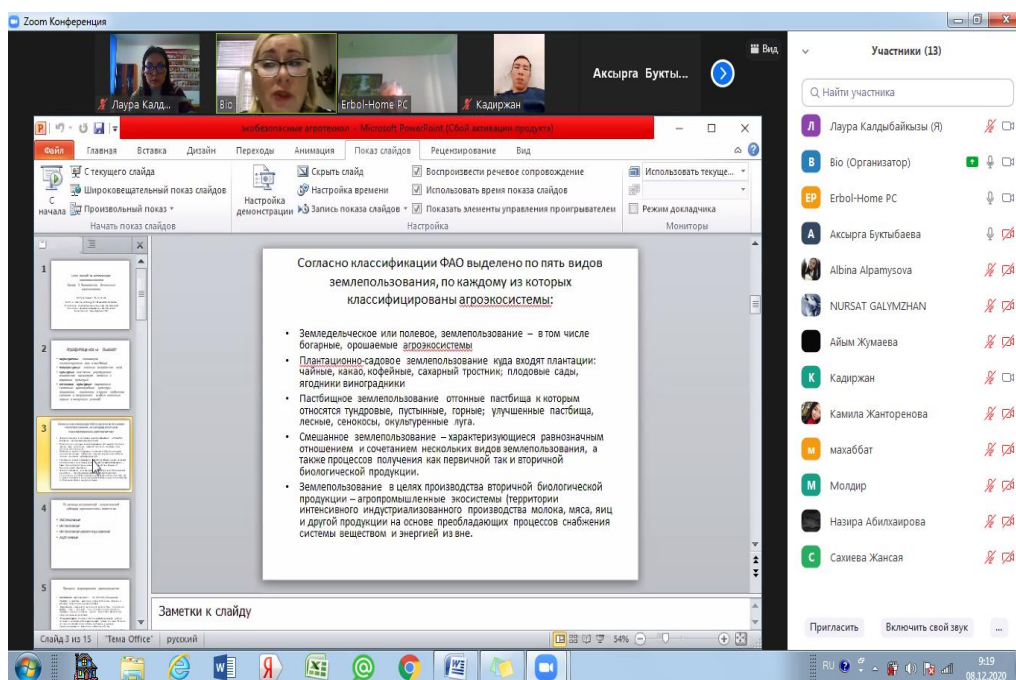 Zoom Конференция
Вид
Лаура Калд...
Bio
Erbol-Home PC
Кадиржан
Аксырга Букты...
экобезопасные агротехнол - Microsoft PowerPoint (Сбой активации продукта)
Файл Главная Вставка Дизайн Переходы Анимация Показ слайдов Рецензирование Вид
С начала
С текущего слайда
Широковещательный показ слайдов
Произвольный показ
Начать показ слайдов
Настройка демонстрации
Скрыть слайд
Настройка времени
Запись показа слайдов
Воспроизвести речевое сопровождение
Использовать время показа слайдов
Показать элементы управления проигрывателем
Настройка
Использовать текуще...
Режим докладчика
Мониторы
1
2
3
4
5
Согласно классификации ФАО выделено по пять видов
землепользования, по каждому из которых
классифицированы агроэкосистемы:
• Земледельческое или полевое, землепользование – в том числе
богарные, орошаемые агроэкосистемы
• Плантационно-садовое землепользование куда входят плантации:
чайные, какао, кофейные, сахарный тростник; плодовые сады,
ягодники виноградники
• Пастбищное землепользование отгонные пастбища к которым
относятся тундровые, пустынные, горные; улучшенные пастбища,
лесные, сенокосы, окультуренные луга.
• Смешанное землепользование – характеризующиеся равнозначным
отношением и сочетанием нескольких видов землепользования, а
также процессов получения как первичной так и вторичной
биологической продукции.
• Землепользование в целях производства вторичной биологической
продукции – агропромышленные экосистемы (территории
интенсивного индустриализованного производства молока, мяса, яиц
и другой продукции на основе преобладающих процессов снабжения
системы веществом и энергией из вне.
Заметки к слайду
Слайд 3 из 15 "Тема Office" русский 54%
Участники (13)
Найти участника
Л Лаура Калдыбайкызы (Я)
B Bio (Организатор)
EP Erbol-Home PC
А Аксырга Буктыбаева
Albina Alpamysova
NURSAT GALYMZHAN
Айым Жумаева
К Кадиржан
Камила Жанторенова
м махаббат
М Молдир
Назира Абилхаирова
С Сахиева Жансая
Пригласить Включить свой звук ...
RU 9:19
08.12.2020